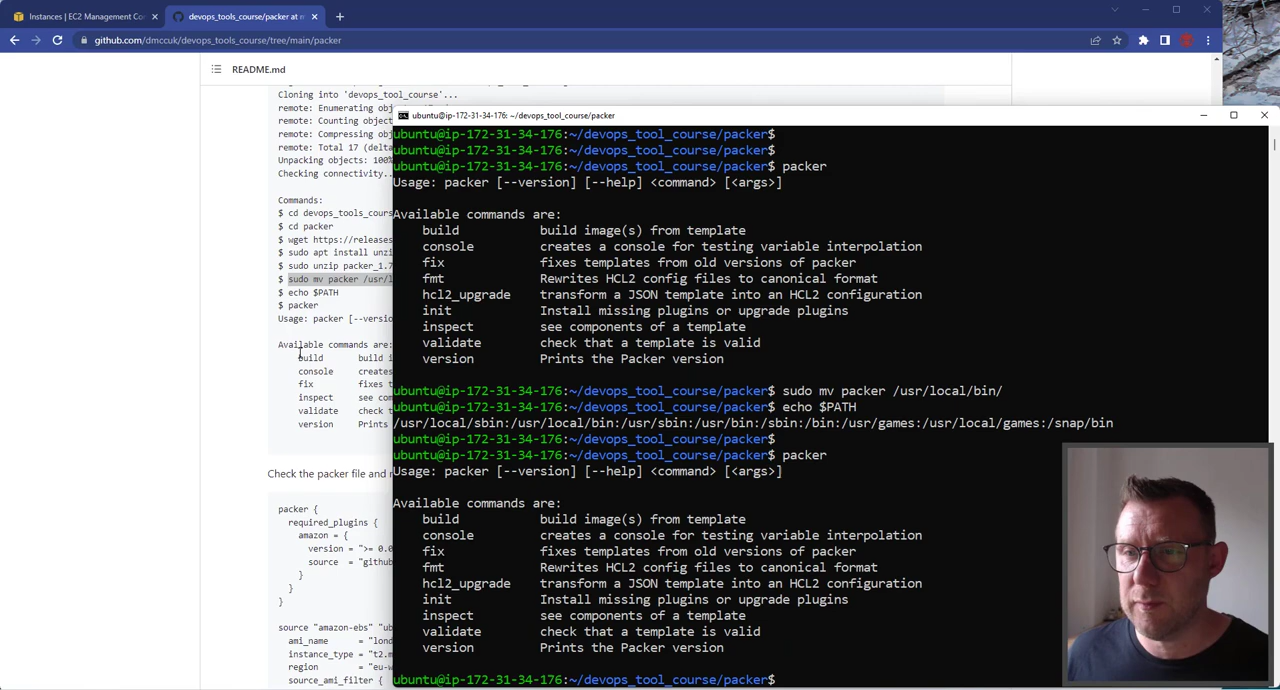 Instances | EC2 Management Con
devops_tools_course/packer at m
github.com/dmccuk/devops_tools_course/tree/main/packer
README.md
Cloning into 'devops_tool_course'...
remote: Enumerating obj
remote: Counting object
remote: Compressing obj
remote: Total 17 (delta
Unpacking objects: 100%
Checking connectivity..
Commands:
$ cd devops_tools_cours
$ cd packer
$ wget https://releases
$ sudo apt install unzi
$ sudo unzip packer_1.7
$ sudo mv packer /usr/l
$ echo $PATH
$ packer
Usage: packer [--versio
Available commands are:
build build i
console creates
fix fixes t
inspect see com
validate check t
version Prints
Check the packer file and r
packer {
required_plugins {
amazon = {
version = ">= 0.0
source = "github
}
}
}
source "amazon-ebs" "ub
ami_name = "lond
instance_type = "t2.m
region = "eu-w
source_ami_filter {
ubuntu@ip-172-31-34-176: ~/devops_tool_course/packer
ubuntu@ip-172-31-34-176:~/devops_tool_course/packer$
ubuntu@ip-172-31-34-176:~/devops_tool_course/packer$
ubuntu@ip-172-31-34-176:~/devops_tool_course/packer$ packer
Usage: packer [--version] [--help] <command> [<args>]
Available commands are:
build build image(s) from template
console creates a console for testing variable interpolation
fix fixes templates from old versions of packer
fmt Rewrites HCL2 config files to canonical format
hcl2_upgrade transform a JSON template into an HCL2 configuration
init Install missing plugins or upgrade plugins
inspect see components of a template
validate check that a template is valid
version Prints the Packer version
ubuntu@ip-172-31-34-176:~/devops_tool_course/packer$ sudo mv packer /usr/local/bin/
ubuntu@ip-172-31-34-176:~/devops_tool_course/packer$ echo $PATH
/usr/local/sbin:/usr/local/bin:/usr/sbin:/usr/bin:/sbin:/bin:/usr/games:/usr/local/games:/snap/bin
ubuntu@ip-172-31-34-176:~/devops_tool_course/packer$
ubuntu@ip-172-31-34-176:~/devops_tool_course/packer$ packer
Usage: packer [--version] [--help] <command> [<args>]
Available commands are:
build build image(s) from template
console creates a console for testing variable interpolation
fix fixes templates from old versions of packer
fmt Rewrites HCL2 config files to canonical format
hcl2_upgrade transform a JSON template into an HCL2 configuration
init Install missing plugins or upgrade plugins
inspect see components of a template
validate check that a template is valid
version Prints the Packer version
ubuntu@ip-172-31-34-176:~/devops_tool_course/packer$